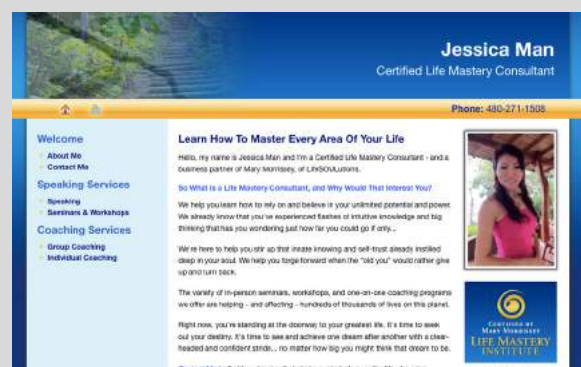 Jessica Man
Certified Life Mastery Consultant
Phone: 480-271-1508
Welcome
About Me
Contact Me
Speaking Services
Speaking
Seminars & Workshops
Coaching Services
Group Coaching
Individual Coaching
Learn How To Master Every Area Of Your Life
Hello, my name is Jessica Man and I'm a Certified Life Mastery Consultant - and a
business partner of Mary Morrissey, of LifeSOULutions.
So What is a Life Mastery Consultant, and Why Would That Interest You?
We help you learn how to rely on and believe in your unlimited potential and power.
We already know that you've experienced flashes of intuitive knowledge and big
thinking that has you wondering just how far you could go if only...
We're here to help you stir up that innate knowing and self-trust already instilled
deep in your soul. We help you forge forward when the "old you" would rather give
up and turn back.
The variety of in-person seminars, workshops, and one-on-one coaching programs
we offer are helping - and affecting - hundreds of thousands of lives on this planet.
Right now, you're standing at the doorway to your greatest life. It's time to seek
out your destiny. It's time to see and achieve one dream after another with a clear-
headed and confident stride... no matter how big you might think that dream to be.
CERTIFIED BY
MARY MORRISSEY
LIFE MASTERY
INSTITUTE